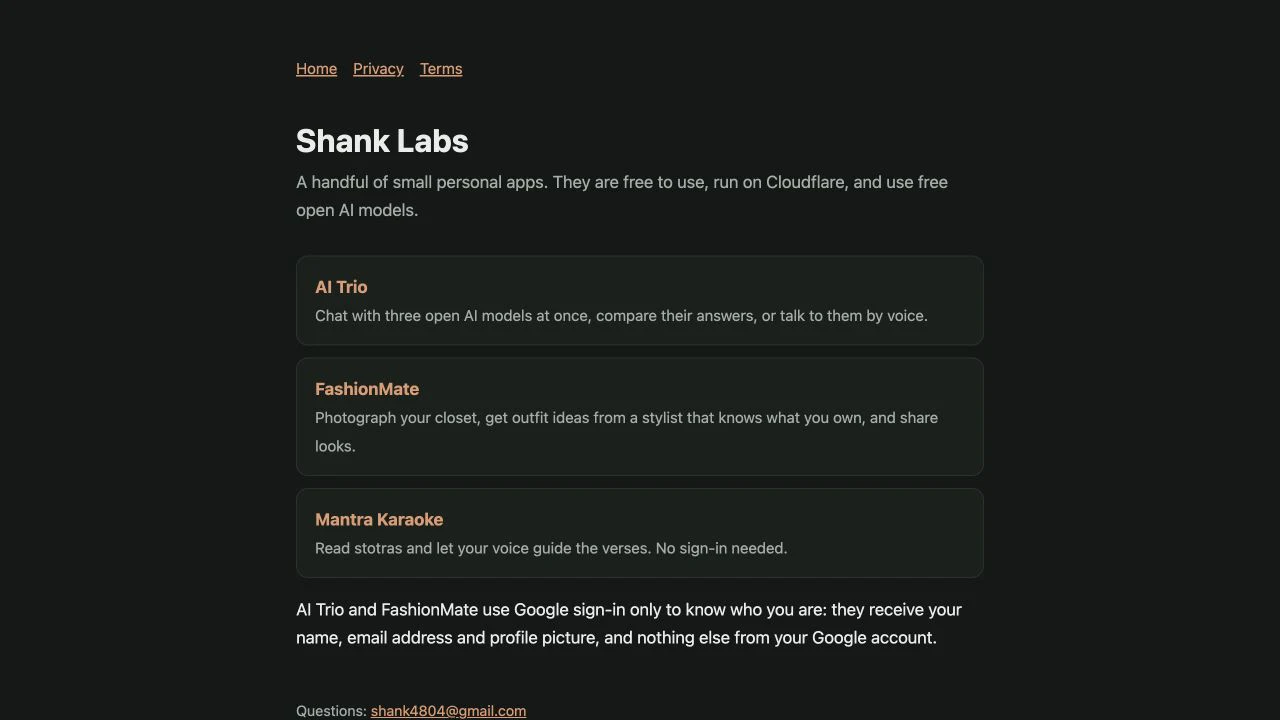 Home Privacy Terms
Shank Labs
A handful of small personal apps. They are free to use, run on Cloudflare, and use free
open AI models.
AI Trio
Chat with three open AI models at once, compare their answers, or talk to them by voice.
FashionMate
Photograph your closet, get outfit ideas from a stylist that knows what you own, and share
looks.
Mantra Karaoke
Read stotras and let your voice guide the verses. No sign-in needed.
AI Trio and FashionMate use Google sign-in only to know who you are: they receive your
name, email address and profile picture, and nothing else from your Google account.
Questions: shank4804@gmail.com